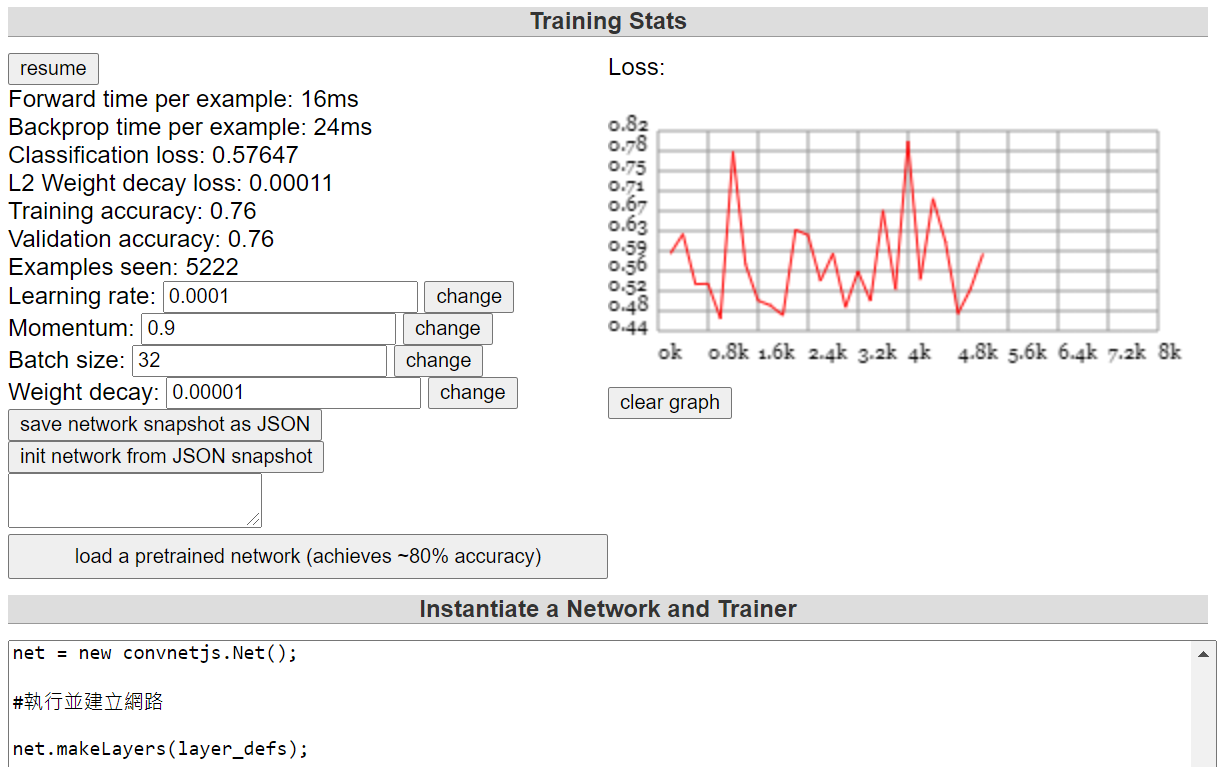 Training Stats
resume
Forward time per example: 16ms
Backprop time per example: 24ms
Classification loss: 0.57647
L2 Weight decay loss: 0.00011
Training accuracy: 0.76
Validation accuracy: 0.76
Examples seen: 5222
Learning rate: 0.0001 change
Momentum: 0.9 change
Batch size: 32 change
Weight decay: 0.00001 change
save network snapshot as JSON
init network from JSON snapshot
load a pretrained network (achieves ~80% accuracy)
Loss:
0.82
0.78
0.75
0.71
0.67
0.63
0.59
0.56
0.52
0.48
0.44
0k 0.8k 1.6k 2.4k 3.2k 4k 4.8k 5.6k 6.4k 7.2k 8k
clear graph
Instantiate a Network and Trainer
net = new convnetjs.Net();
#執行並建立網路
net.makeLayers(layer_defs);